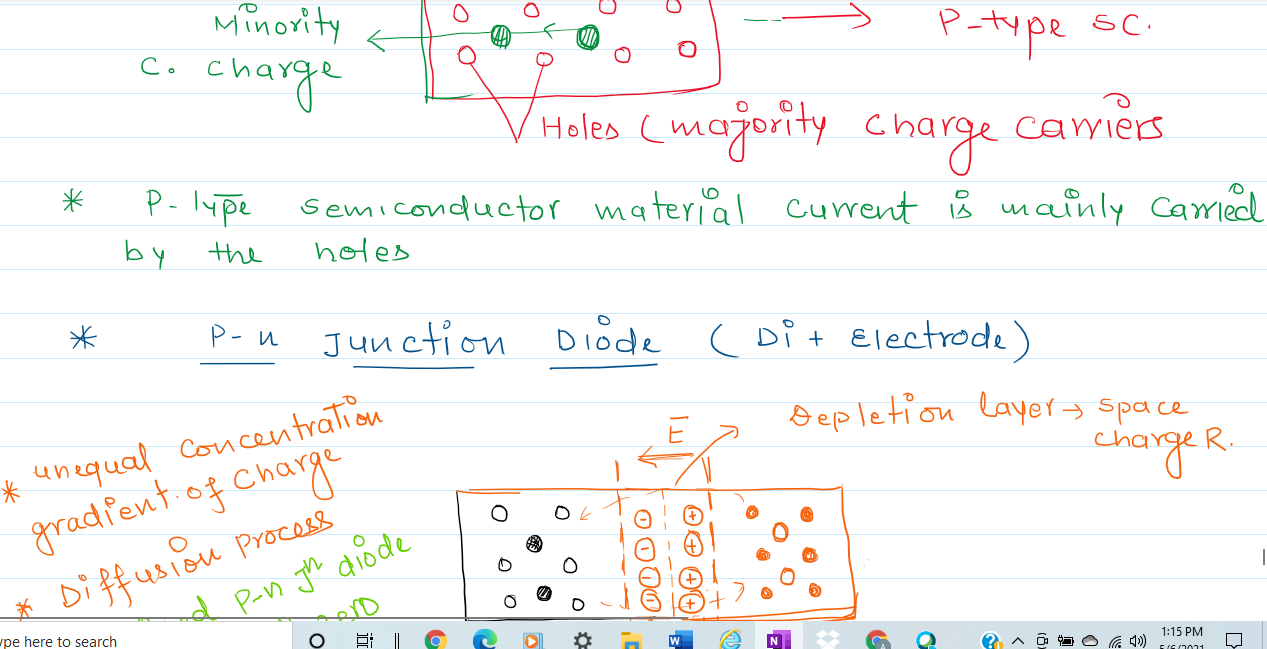 Minority
C. charge
P-type SC.
Holes (majority charge carriers
* P-type semiconductor material current is mainly carried
by the holes
* P-n Junction Diode (Di + Electrode)
* unequal concentration
gradient of charge
* Diffusion Process
P-n Jn diode
E
Depletion layer → space
charge R.
- +
- +
- +
- +
ype here to search
1:15 PM